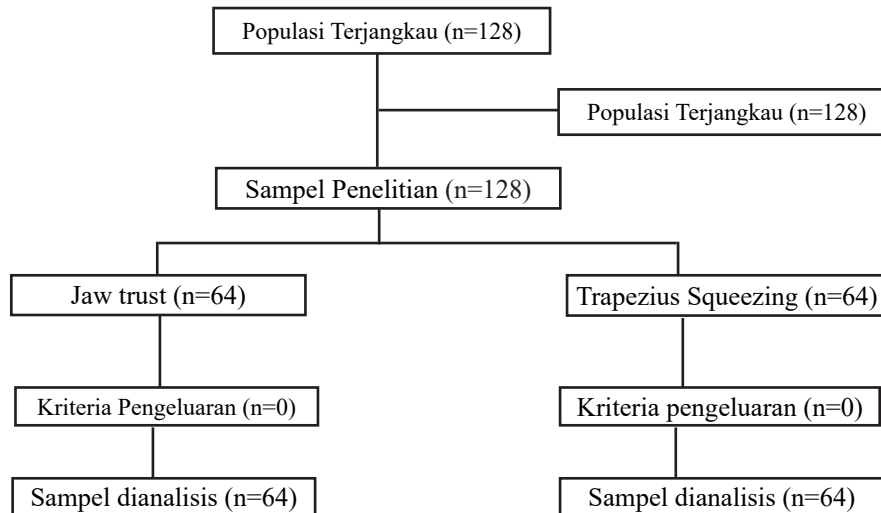 Populasi Terjangkau (n=128)
Populasi Terjangkau (n=128)
Sampel Penelitian (n=128)
Jaw trust (n=64)
Trapezius Squeezing (n=64)
Kriteria Pengeluaran (n=0)
Kriteria pengeluaran (n=0)
Sampel dianalisis (n=64)
Sampel dianalisis (n=64)